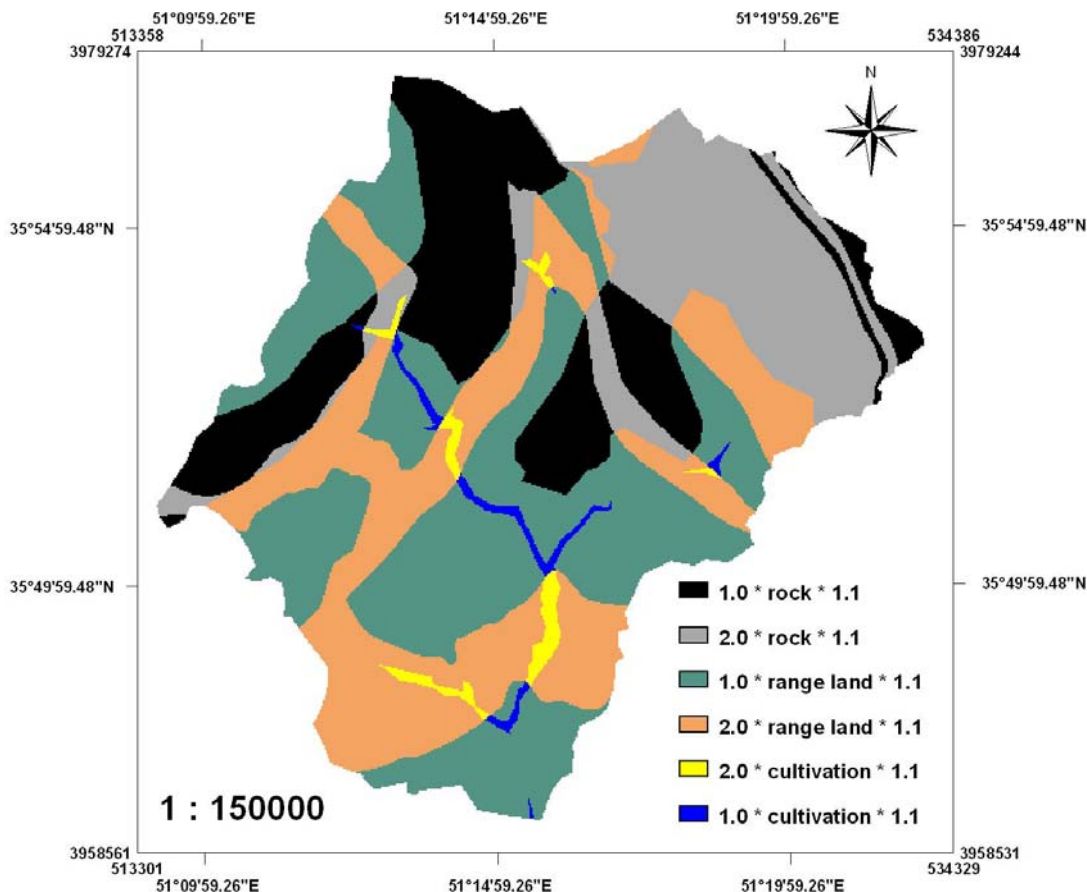 51°09'59.26"E 51°14'59.26"E 51°19'59.26"E
513358 534386
3979274 3979244
N
35°54'59.48"N 35°54'59.48"N
35°49'59.48"N 35°49'59.48"N
1.0 * rock * 1.1
2.0 * rock * 1.1
1.0 * range land * 1.1
2.0 * range land * 1.1
2.0 * cultivation * 1.1
1.0 * cultivation * 1.1
1 : 150000
3958561 3958531
513301 534329
51°09'59.26"E 51°14'59.26"E 51°19'59.26"E